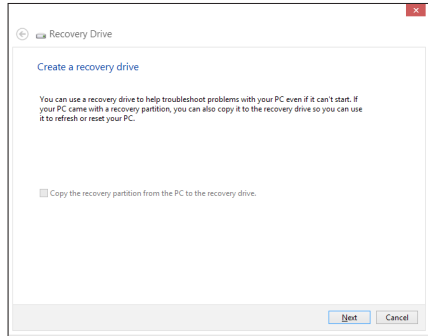 Recovery Drive
Create a recovery drive
You can use a recovery drive to help troubleshoot problems with your PC even if it can't start. If
your PC came with a recovery partition, you can also copy it to the recovery drive so you can use
it to refresh or reset your PC.
Copy the recovery partition from the PC to the recovery drive.
Next Cancel